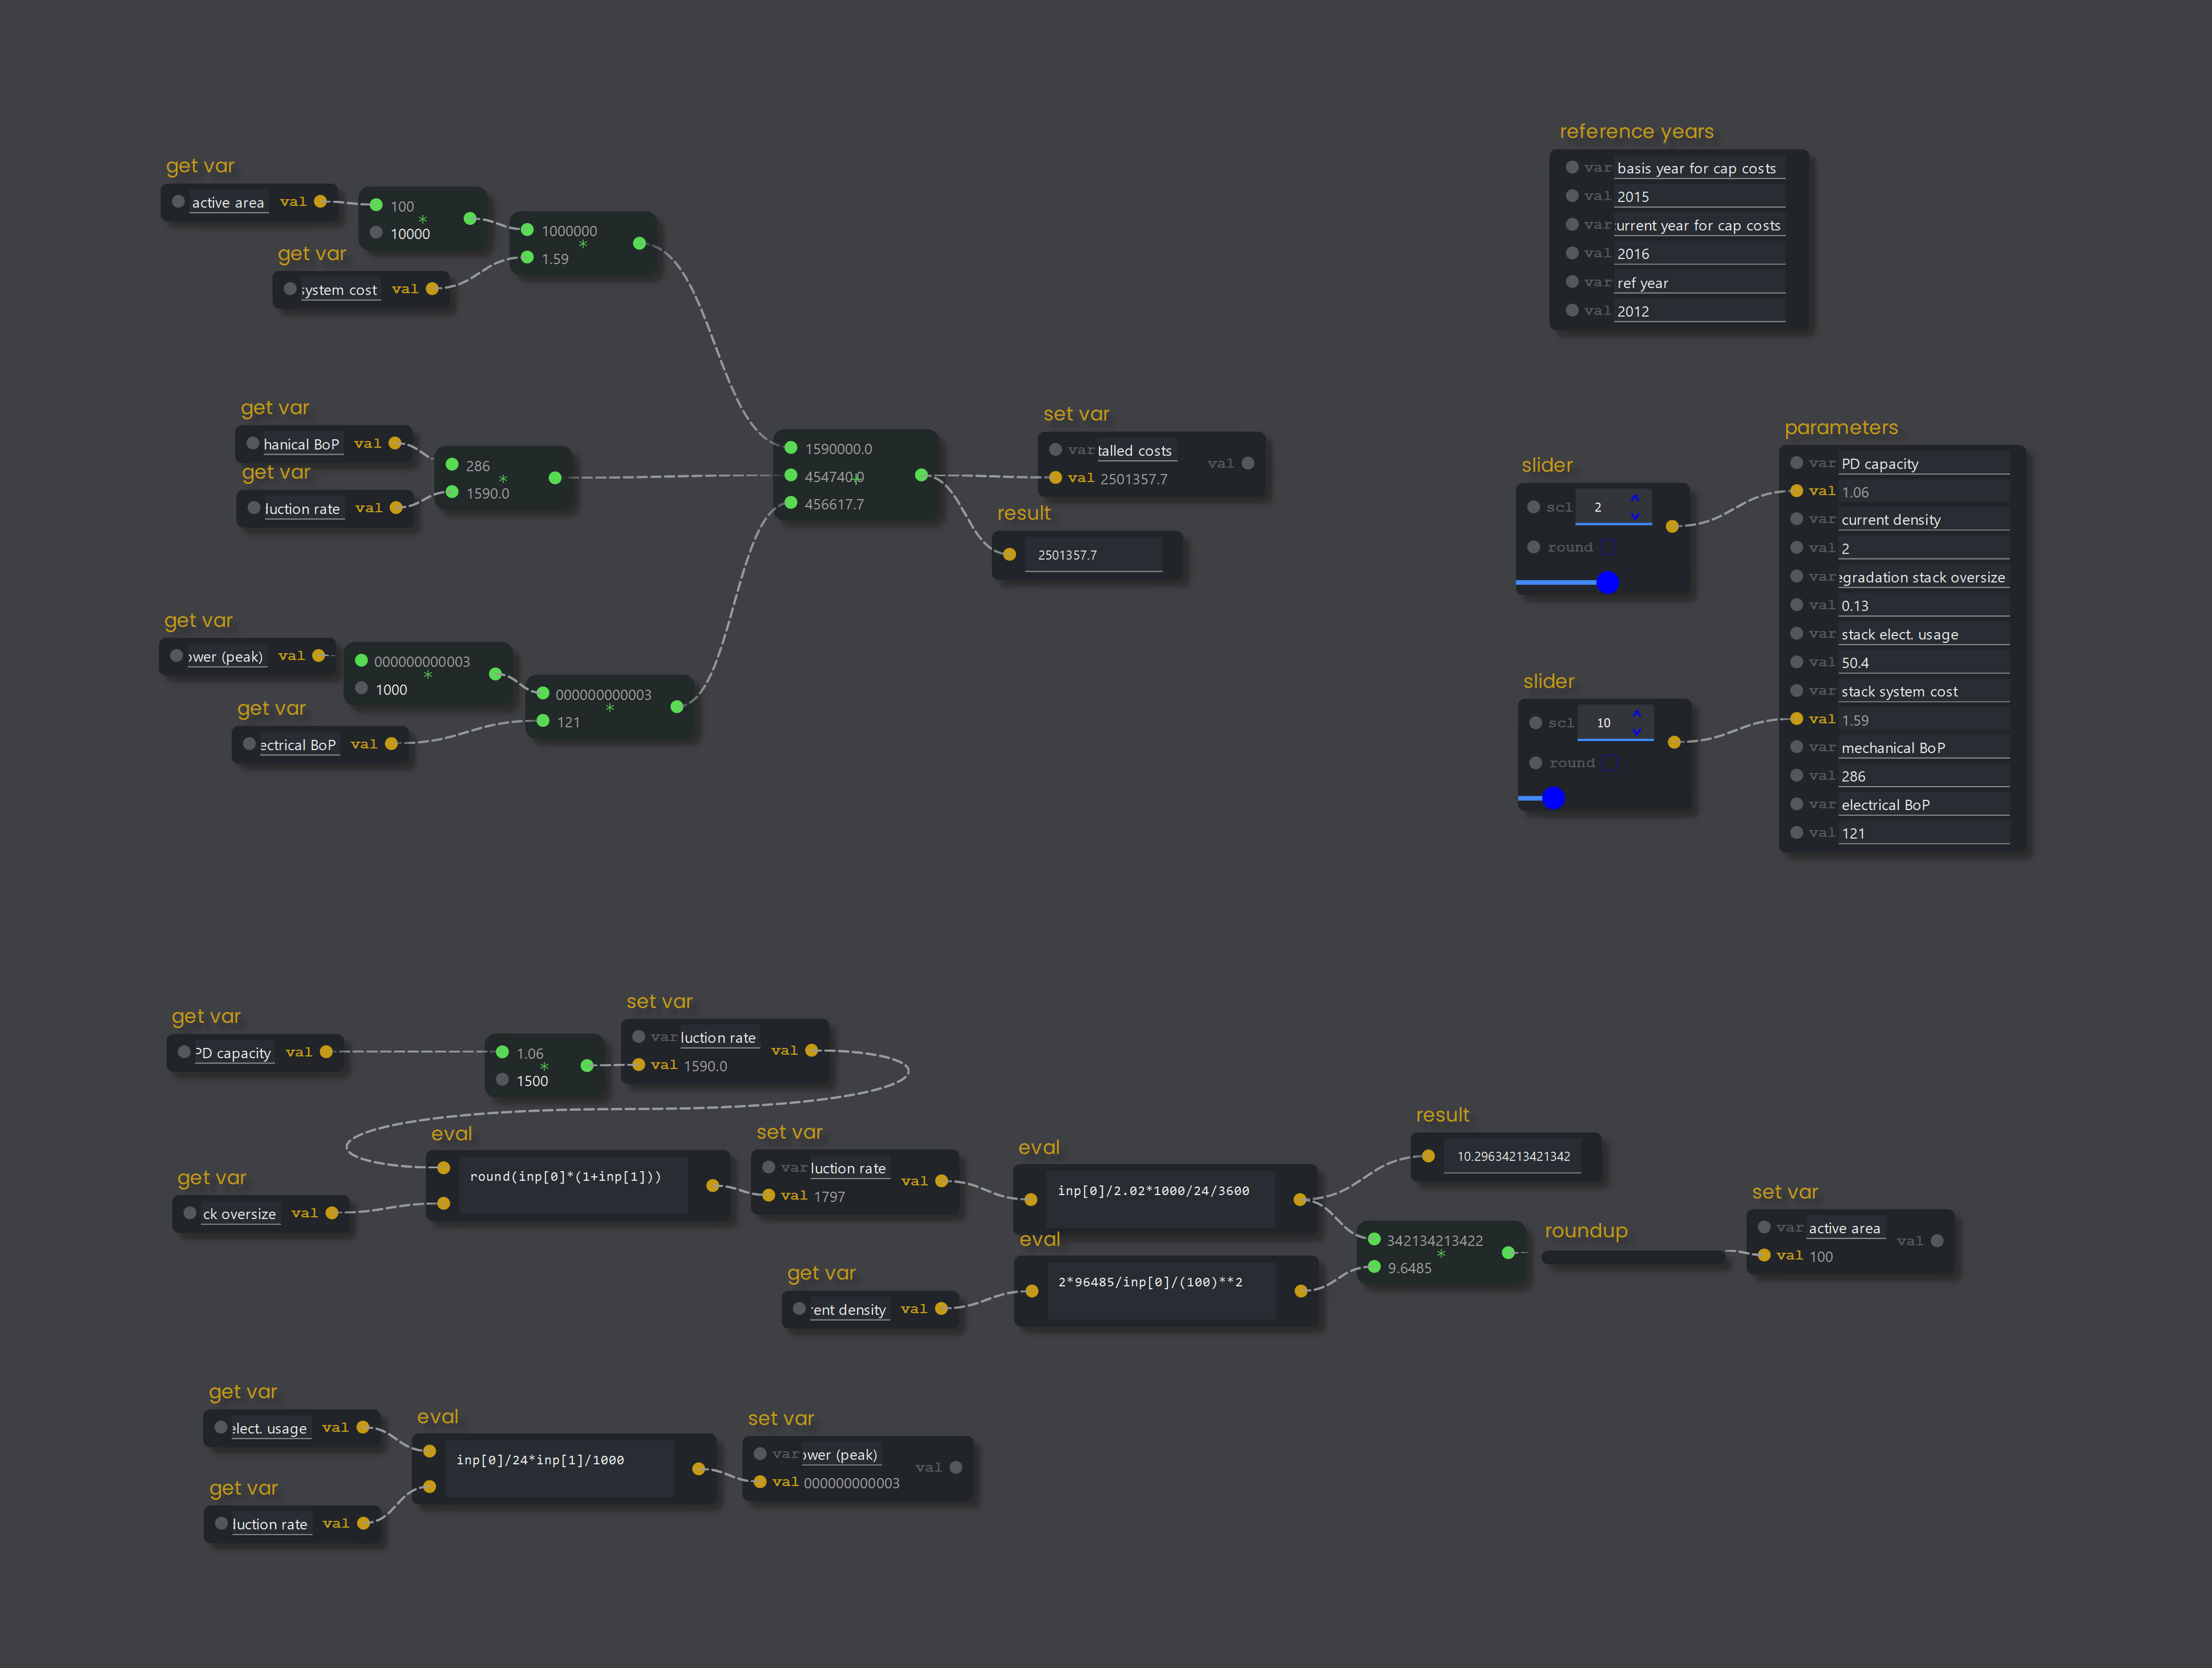 reference years
var basis year for cap costs
val 2015
var urrent year for cap costs
val 2016
var ref year
val 2012
get var
active area val
100
*
10000
get var
system cost val
1000000
*
1.59
get var
hanical BoP val
get var
luction rate val
286
*
1590.0
get var
ower (peak) val
000000000003
*
1000
get var
ectrical BoP val
000000000003
*
121
1590000.0
454740.0
+
456617.7
set var
var talled costs
val 2501357.7
val
result
2501357.7
slider
scl 2
round
slider
scl 10
round
parameters
var PD capacity
val 1.06
var current density
val 2
var egradation stack oversize
val 0.13
var stack elect. usage
val 50.4
var stack system cost
val 1.59
var mechanical BoP
val 286
var electrical BoP
val 121
get var
PD capacity val
1.06
*
1500
set var
var luction rate
val 1590.0
val
get var
ck oversize val
eval
round(inp[0]*(1+inp[1]))
set var
var luction rate
val 1797
val
eval
inp[0]/2.02*1000/24/3600
result
10.29634213421342
get var
rent density val
eval
2*96485/inp[0]/(100)**2
342134213422
*
9.6485
roundup
set var
var active area
val 100
val
get var
elect. usage val
get var
luction rate val
eval
inp[0]/24*inp[1]/1000
set var
var ower (peak)
val 000000000003
val